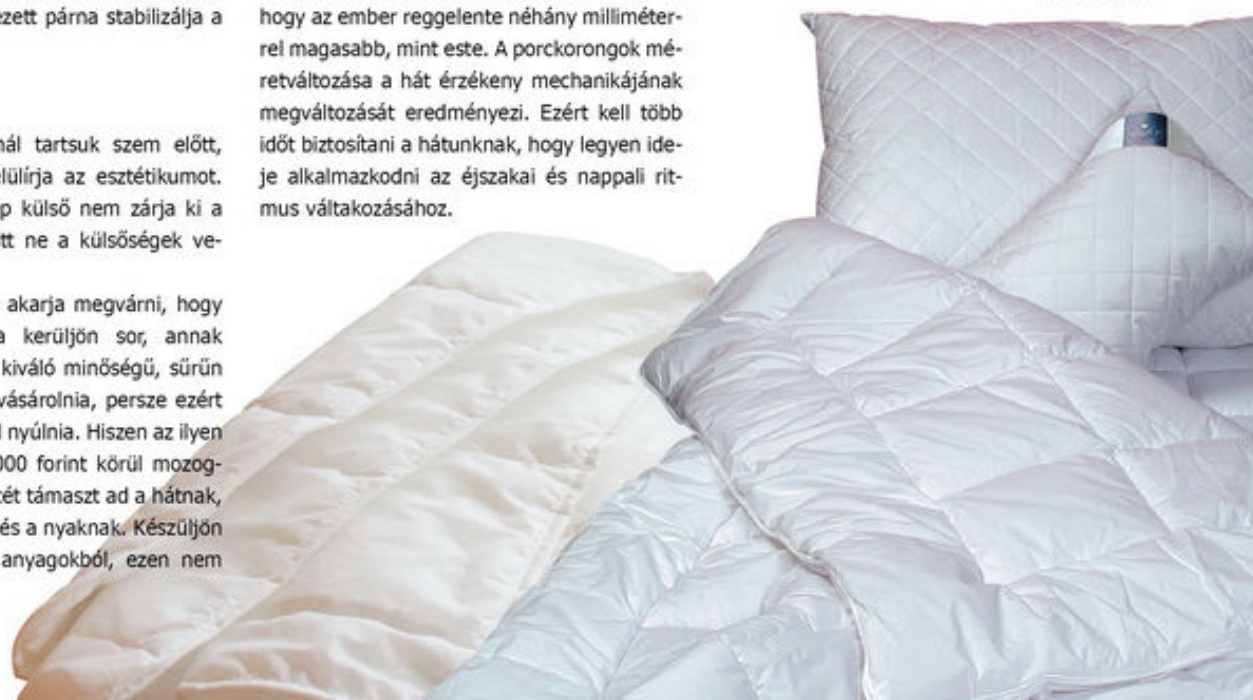 ezett párna stabilizálja a
nál tartsuk szem előtt,
elülírja az esztétikumot.
p külső nem zárja ki a
tt ne a külsőségek ve-
akarja megvárni, hogy
a kerüljön sor, annak
kiváló minőségű, sűrűn
vásárolnia, persze ezért
l nyúlnia. Hiszen az ilyen
000 forint körül mozog-
zét támaszt ad a hátnak,
és a nyaknak. Készüljön
anyagokból, ezen nem
hogy az ember reggelente néhány milliméter-
rel magasabb, mint este. A porckorongok mé-
retváltozása a hát érzékeny mechanikájának
megváltozását eredményezi. Ezért kell több
időt biztosítani a hátunknak, hogy legyen ide-
je alkalmazkodni az éjszakai és nappali rit-
mus váltakozásához.